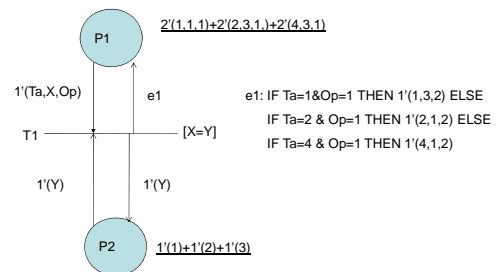 P1
2'(1,1,1)+2'(2,3,1,)+2'(4,3,1)
1'(Ta,X,Op)
e1
e1: IF Ta=1&Op=1 THEN 1'(1,3,2) ELSE
IF Ta=2 & Op=1 THEN 1'(2,1,2) ELSE
IF Ta=4 & Op=1 THEN 1'(4,1,2)
T1
[X=Y]
1'(Y)
1'(Y)
P2
1'(1)+1'(2)+1'(3)